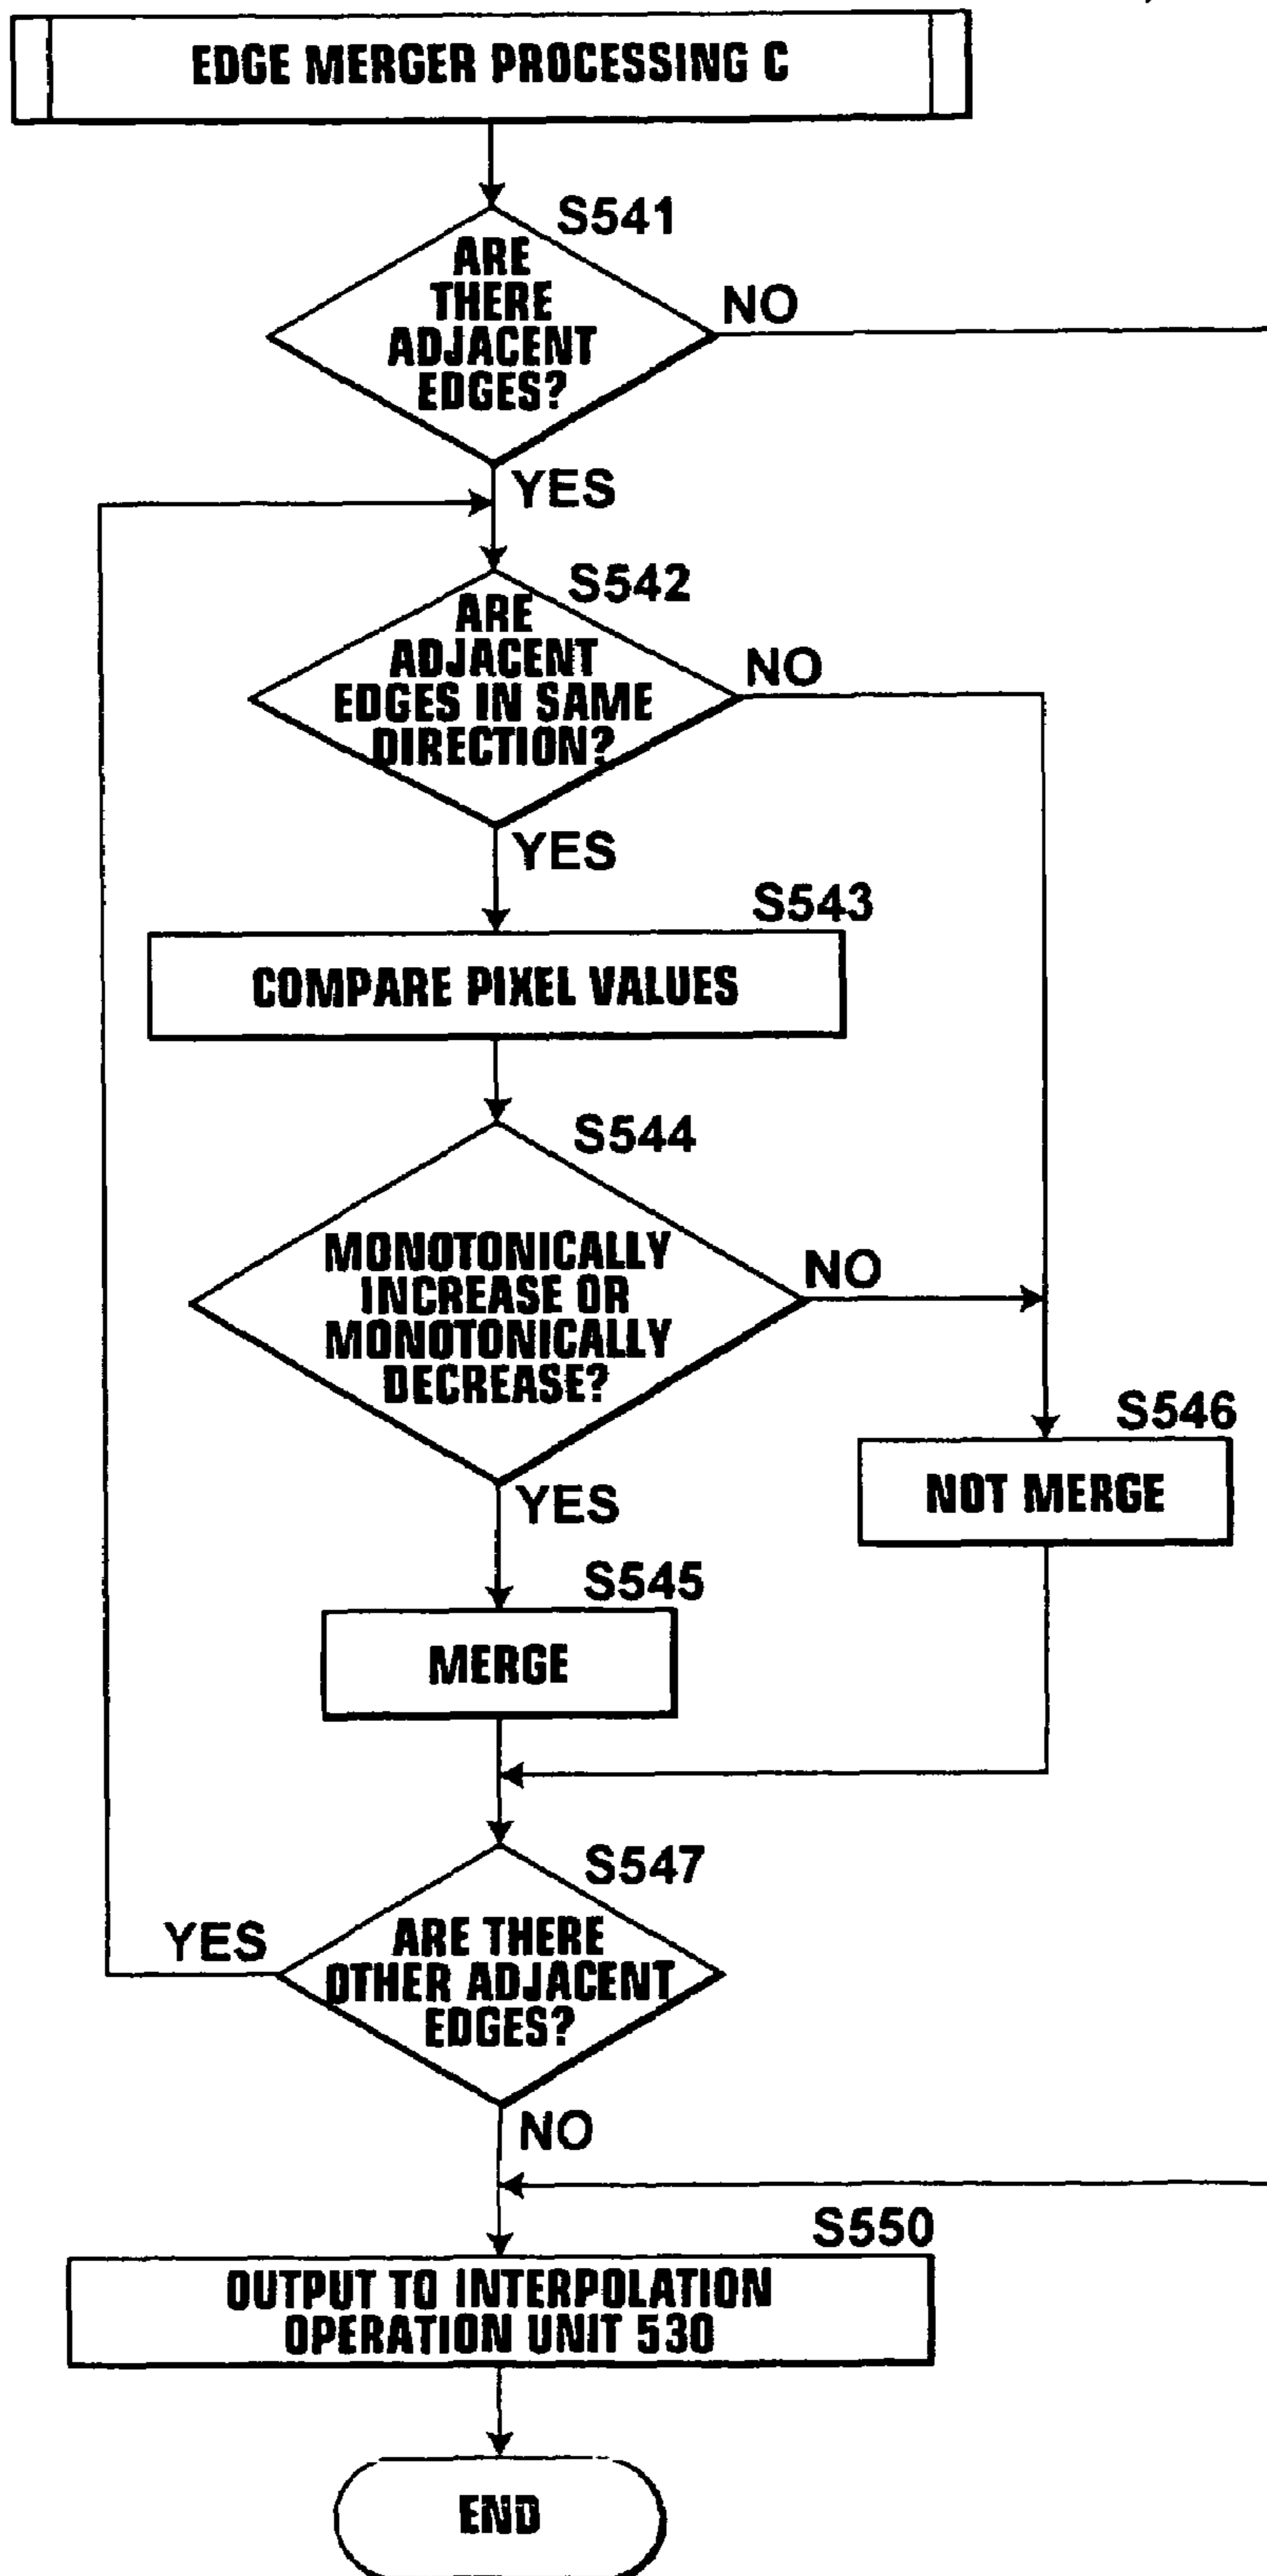 EDGE MERGER PROCESSING C
S541
ARE
THERE
ADJACENT
EDGES?
NO
YES
S542
ARE
ADJACENT
EDGES IN SAME
DIRECTION?
NO
YES
S543
COMPARE PIXEL VALUES
S544
MONOTONICALLY
INCREASE OR
MONOTONICALLY
DECREASE?
NO
YES
S546
NOT MERGE
S545
MERGE
S547
ARE THERE
OTHER ADJACENT
EDGES?
YES
NO
S550
OUTPUT TO INTERPOLATION
OPERATION UNIT 530
END